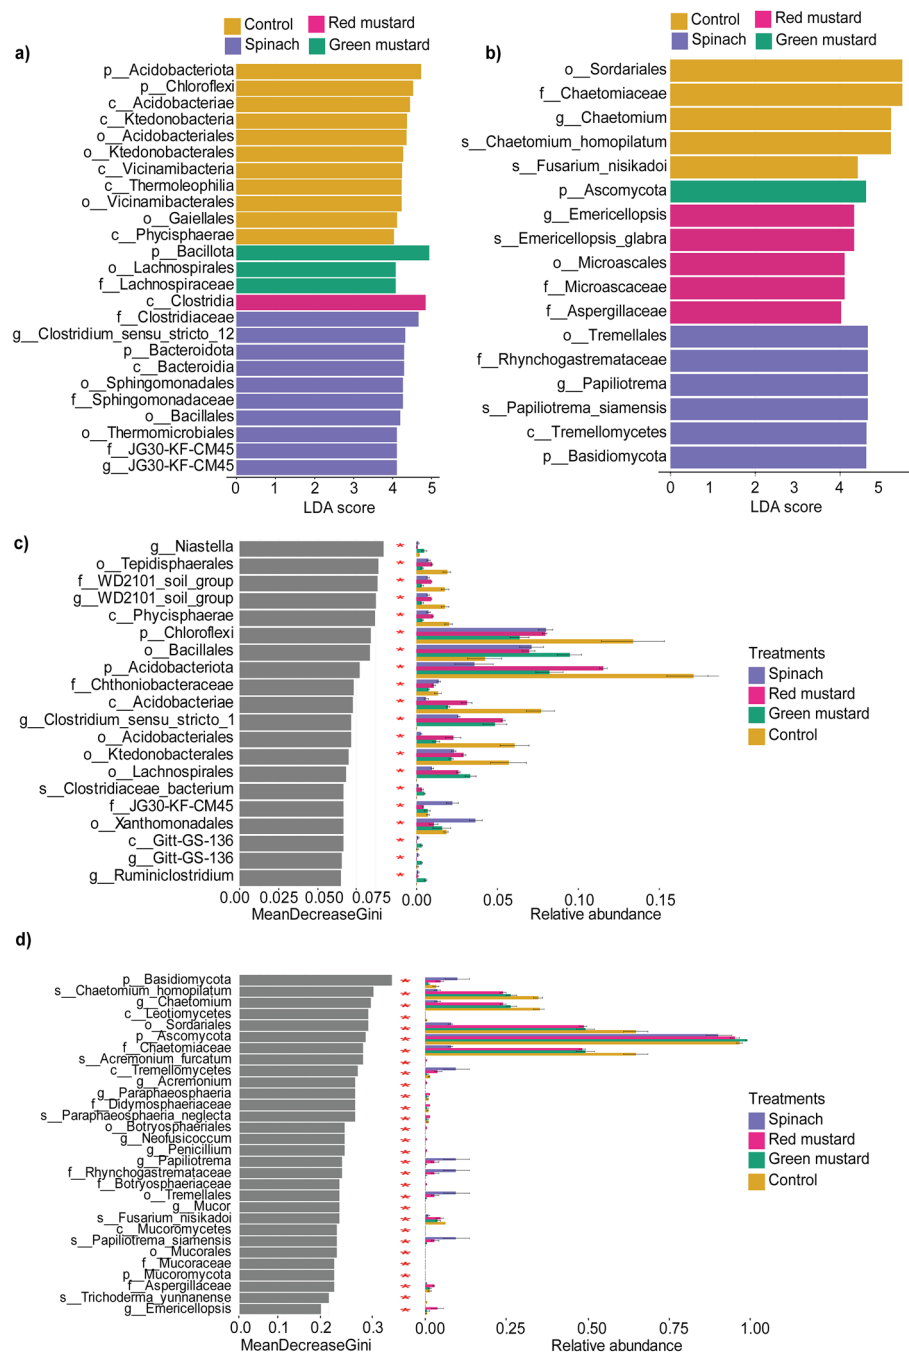 a)
Control
Red mustard
Spinach
Green mustard
p__Acidobacteriota
p__Chloroflexi
c__Acidobacteriae
c__Ktedonobacteria
o__Acidobacteriales
o__Ktedonobacterales
c__Vicinamibacteria
c__Thermoleophilia
o__Vicinamibacterales
o__Gaiellales
c__Phycisphaerae
p__Bacillota
o__Lachnospirales
f__Lachnospiraceae
c__Clostridia
f__Clostridiaceae
g__Clostridium_sensu_stricto_12
p__Bacteroidota
c__Bacteroidia
o__Sphingomonadales
f__Sphingomonadaceae
o__Bacillales
o__Thermomicrobiales
f__JG30-KF-CM45
g__JG30-KF-CM45
0 1 2 3 4 5
LDA score
b)
Control
Red mustard
Spinach
Green mustard
o__Sordariales
f__Chaetomiaceae
g__Chaetomium
s__Chaetomium_homopilatum
s__Fusarium_nisikadoi
p__Ascomycota
g__Emericellopsis
s__Emericellopsis_glabra
o__Microascales
f__Microascaceae
f__Aspergillaceae
o__Tremellales
f__Rhynchogastremataceae
g__Papiliotrema
s__Papiliotrema_siamensis
c__Tremellomycetes
p__Basidiomycota
0 1 2 3 4 5
LDA score
c)
g__Niastella
o__Tepidisphaerales
f__WD2101_soil_group
g__WD2101_soil_group
c__Phycisphaerae
p__Chloroflexi
o__Bacillales
p__Acidobacteriota
f__Chthoniobacteraceae
c__Acidobacteriae
g__Clostridium_sensu_stricto_1
o__Acidobacteriales
o__Ktedonobacterales
o__Lachnospirales
s__Clostridiaceae_bacterium
f__JG30-KF-CM45
o__Xanthomonadales
c__Gitt-GS-136
g__Gitt-GS-136
g__Ruminiclostridium
0.00 0.025 0.050 0.075
MeanDecreaseGini
0.00 0.05 0.10 0.15
Relative abundance
Treatments
Spinach
Red mustard
Green mustard
Control
d)
p__Basidiomycota
s__Chaetomium_homopilatum
g__Chaetomium
c__Leotiomycetes
o__Sordariales
p__Ascomycota
f__Chaetomiaceae
s__Acremonium_furcatum
c__Tremellomycetes
g__Acremonium
g__Paraphaeosphaeria
f__Didymosphaeriaceae
s__Paraphaeosphaeria_neglecta
o__Botryosphaeriales
g__Neofusicoccum
g__Penicillium
g__Papiliotrema
f__Rhynchogastremataceae
f__Botryosphaeriaceae
o__Tremellales
g__Mucor
s__Fusarium_nisikadoi
c__Mucoromycetes
s__Papiliotrema_siamensis
o__Mucorales
f__Mucoraceae
p__Mucoromycota
f__Aspergillaceae
s__Trichoderma_yunnanense
g__Emericellopsis
0.0 0.1 0.2 0.3
MeanDecreaseGini
0.00 0.25 0.50 0.75 1.00
Relative abundance
Treatments
Spinach
Red mustard
Green mustard
Control